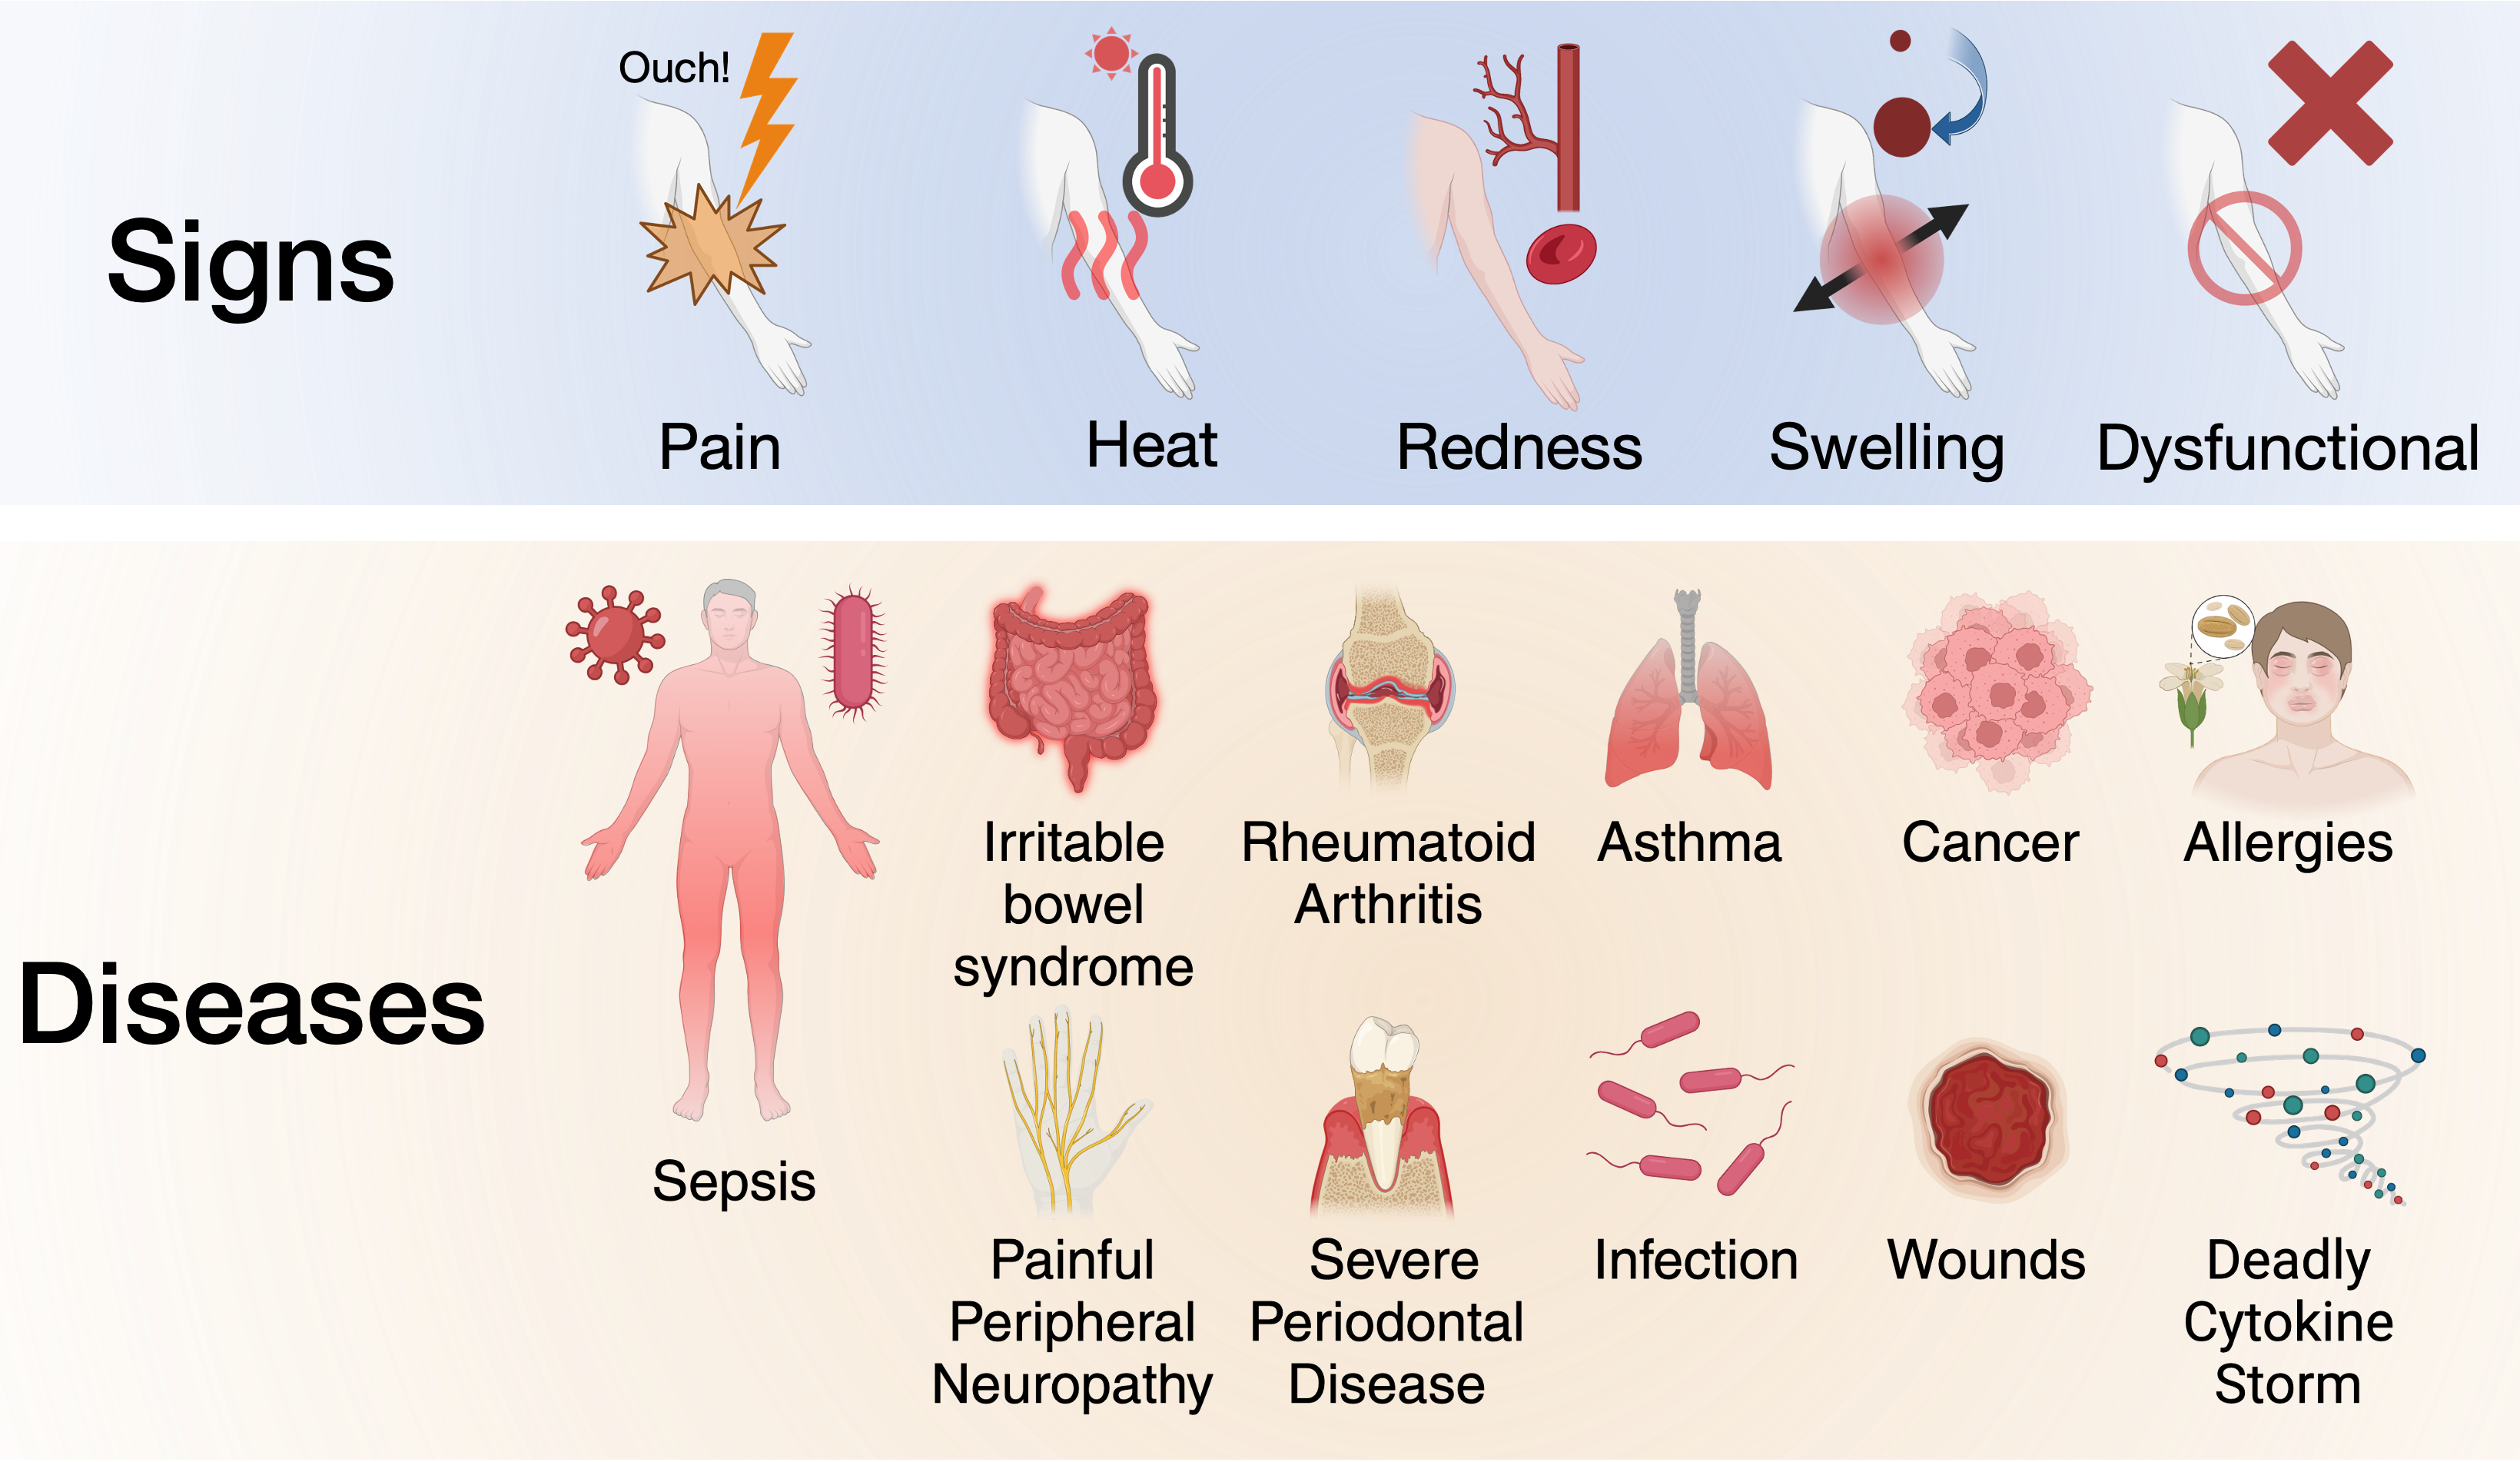 Signs
Ouch!
Pain
Heat
Redness
Swelling
Dysfunctional
Diseases
Sepsis
Irritable
bowel
syndrome
Rheumatoid
Arthritis
Asthma
Cancer
Allergies
Painful
Peripheral
Neuropathy
Severe
Periodontal
Disease
Infection
Wounds
Deadly
Cytokine
Storm